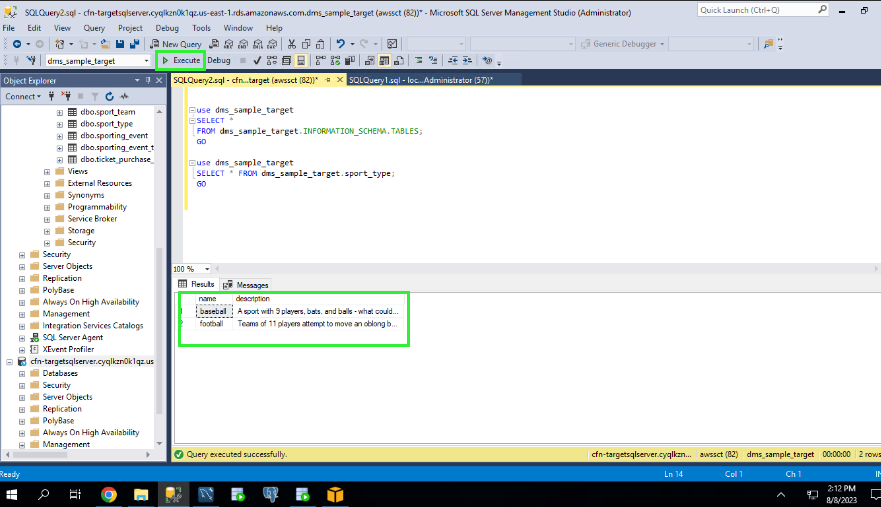 SQLQuery2.sql - cfn-targetsqlserver.cyqlkzn0k1qz.us-east-1.rds.amazonaws.com.dms_sample_target (awssct (82))* - Microsoft SQL Server Management Studio (Administrator)
Quick Launch (Ctrl+Q)
File Edit View Query Project Debug Tools Window Help
New Query
Generic Debugger
dms_sample_target
Execute Debug
Object Explorer
SQLQuery2.sql - cfn-...target (awssct (82))*
SQLQuery1.sql - loc...Administrator (57))*
Connect
dbo.sport_team
dbo.sport_type
dbo.sporting_event
dbo.sporting_event_t
dbo.ticket_purchase_
Views
External Resources
Synonyms
Programmability
Service Broker
Storage
Security
Security
Server Objects
Replication
PolyBase
Always On High Availability
Management
Integration Services Catalogs
SQL Server Agent
XEvent Profiler
cfn-targetsqlserver.cyqlkzn0k1qz.us
Databases
Security
Server Objects
Replication
PolyBase
Always On High Availability
Management
use dms_sample_target
SELECT *
FROM dms_sample_target.INFORMATION_SCHEMA.TABLES;
GO
use dms_sample_target
SELECT * FROM dms_sample_target.sport_type;
GO
100 %
Results Messages
name description
baseball A sport with 9 players, bats, and balls - what could...
football Teams of 11 players attempt to move an oblong b...
Query executed successfully.
cfn-targetsqlserver.cyqlkzn... awssct (82) dms_sample_target 00:00:00 2 rows
Ready
Ln 14 Col 1 Ch 1
2:12 PM
8/8/2023